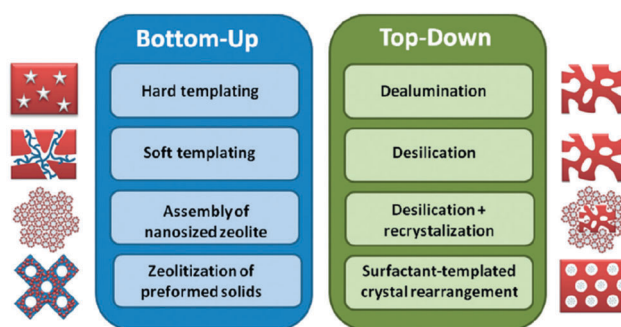 Bottom-Up
Hard templating
Soft templating
Assembly of
nanosized zeolite
Zeolitization of
preformed solids
Top-Down
Dealumination
Desilication
Desilication +
recrystalization
Surfactant-templated
crystal rearrangement